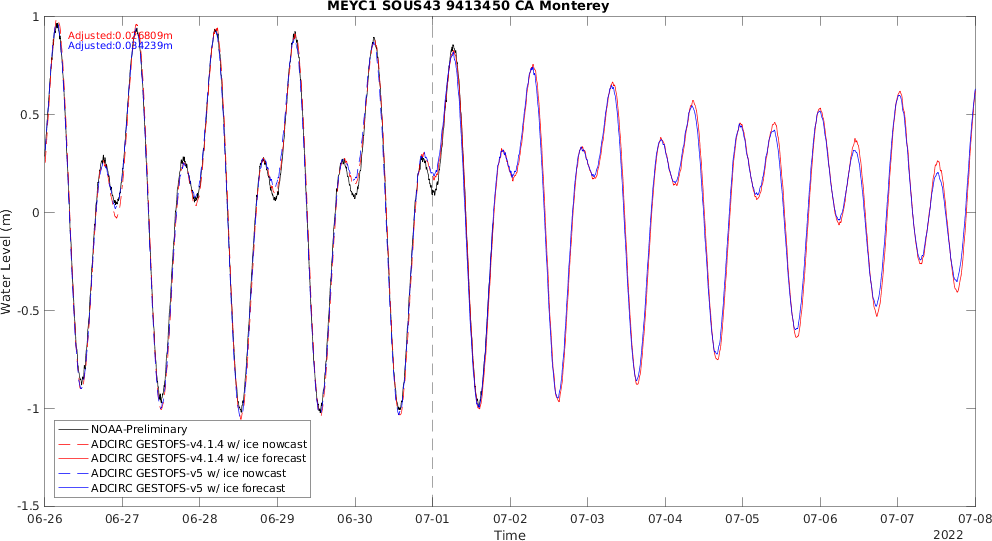 MEYC1 SOUS43 9413450 CA Monterey
Adjusted:0.026809m
Adjusted:0.034239m
Water Level (m)
1
0.5
0
-0.5
-1
-1.5
NOAA-Preliminary
ADCIRC GESTOFS-v4.1.4 w/ ice nowcast
ADCIRC GESTOFS-v4.1.4 w/ ice forecast
ADCIRC GESTOFS-v5 w/ ice nowcast
ADCIRC GESTOFS-v5 w/ ice forecast
06-26 06-27 06-28 06-29 06-30 07-01 07-02 07-03 07-04 07-05 07-06 07-07 07-08
Time
2022